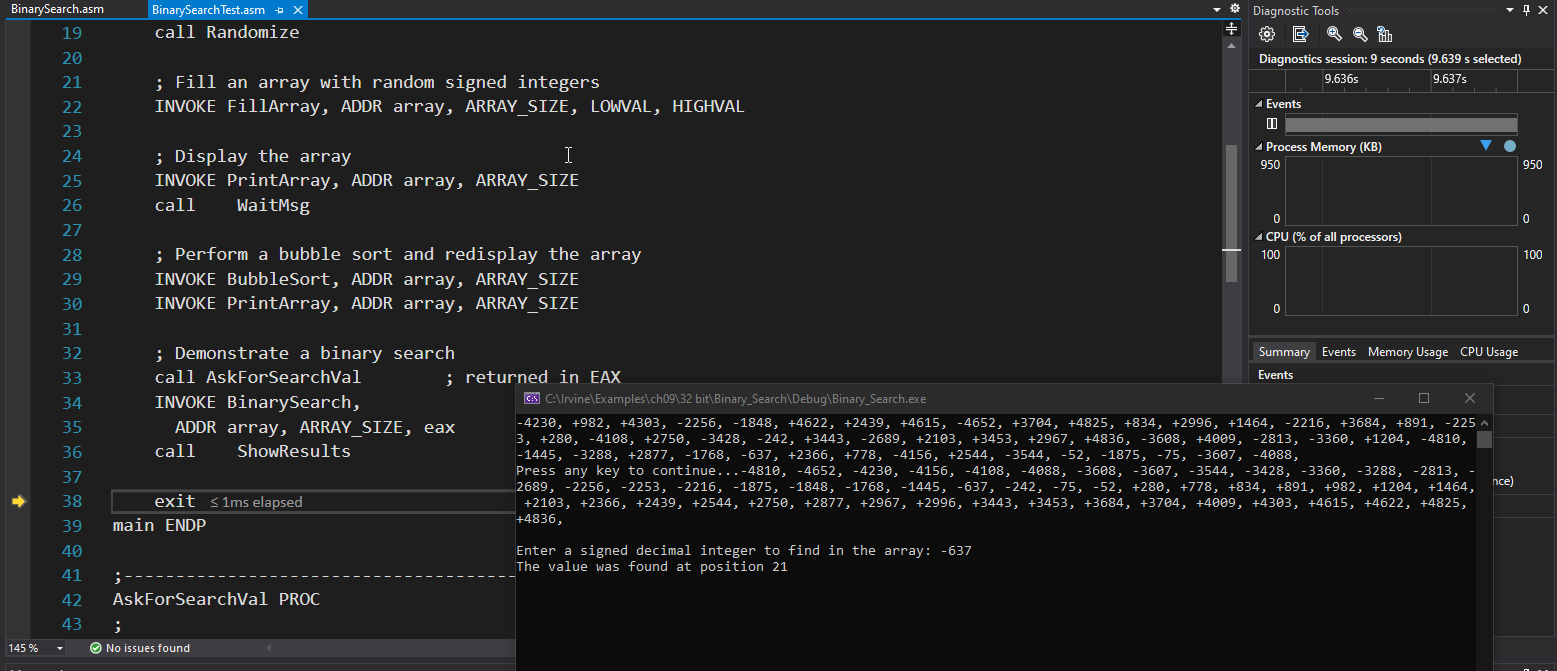 BinarySearch.asm
BinarySearchTest.asm
19 call Randomize
20
21 ; Fill an array with random signed integers
22 INVOKE FillArray, ADDR array, ARRAY_SIZE, LOWVAL, HIGHVAL
23
24 ; Display the array
25 INVOKE PrintArray, ADDR array, ARRAY_SIZE
26 call WaitMsg
27
28 ; Perform a bubble sort and redisplay the array
29 INVOKE BubbleSort, ADDR array, ARRAY_SIZE
30 INVOKE PrintArray, ADDR array, ARRAY_SIZE
31
32 ; Demonstrate a binary search
33 call AskForSearchVal ; returned in EAX
34 INVOKE BinarySearch,
35 ADDR array, ARRAY_SIZE, eax
36 call ShowResults
37
38 exit ≤ 1ms elapsed
39 main ENDP
40
41 ;--------------------------------------
42 AskForSearchVal PROC
43 ;
145 % No issues found
C:\Irvine\Examples\ch09\32 bit\Binary_Search\Debug\Binary_Search.exe
-4230, +982, +4303, -2256, -1848, +4622, +2439, +4615, -4652, +3704, +4825, +834, +2996, +1464, -2216, +3684, +891, -225
3, +280, -4108, +2750, -3428, -242, +3443, -2689, +2103, +3453, +2967, +4836, -3608, +4009, -2813, -3360, +1204, -4810,
-1445, -3288, +2877, -1768, -637, +2366, +778, -4156, +2544, -3544, -52, -1875, -75, -3607, -4088,
Press any key to continue...-4810, -4652, -4230, -4156, -4108, -4088, -3608, -3607, -3544, -3428, -3360, -3288, -2813, -
2689, -2256, -2253, -2216, -1875, -1848, -1768, -1445, -637, -242, -75, -52, +280, +778, +834, +891, +982, +1204, +1464,
+2103, +2366, +2439, +2544, +2750, +2877, +2967, +2996, +3443, +3453, +3684, +3704, +4009, +4303, +4615, +4622, +4825,
+4836,
Enter a signed decimal integer to find in the array: -637
The value was found at position 21
Diagnostic Tools
Diagnostics session: 9 seconds (9.639 s selected)
9.636s 9.637s
Events
Process Memory (KB)
950 950
0 0
CPU (% of all processors)
100 100
0 0
Summary Events Memory Usage CPU Usage
Events
nce)